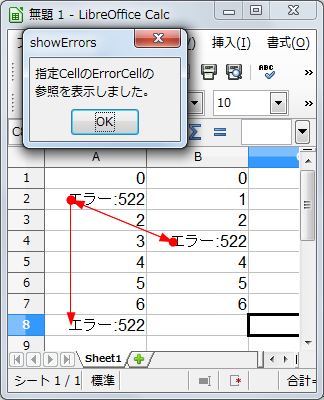 無題 1 - LibreOffice Calc
showErrors
指定CellのErrorCellの
参照を表示しました。
OK
挿入(I) 書式(O)
ABC
10
A B
1 0 0
2 エラー:522 1
3 2 2
4 3 エラー:522
5 4 4
6 5 5
7 6 6
8 エラー:522
9
Sheet1
シート 1 / 1 標準 合計=